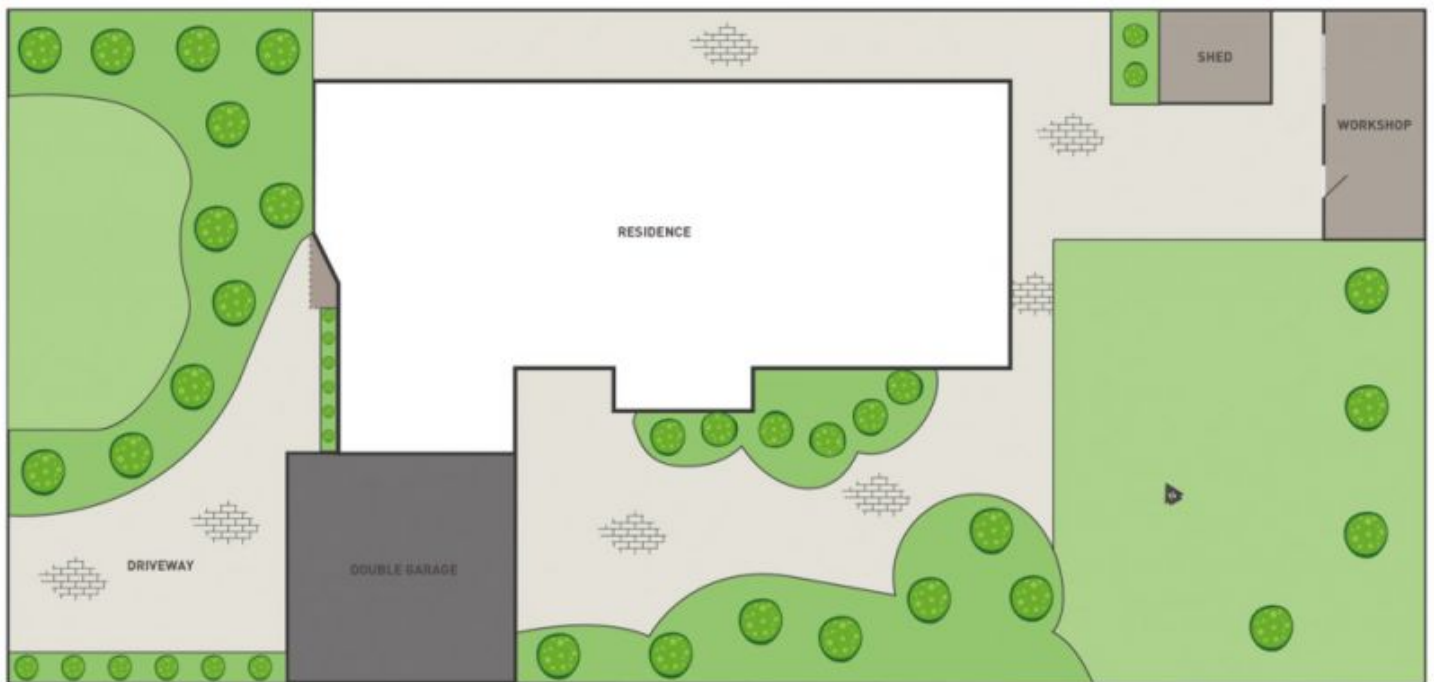 SHED
WORKSHOP
RESIDENCE
DRIVEWAY
DOUBLE GARAGE